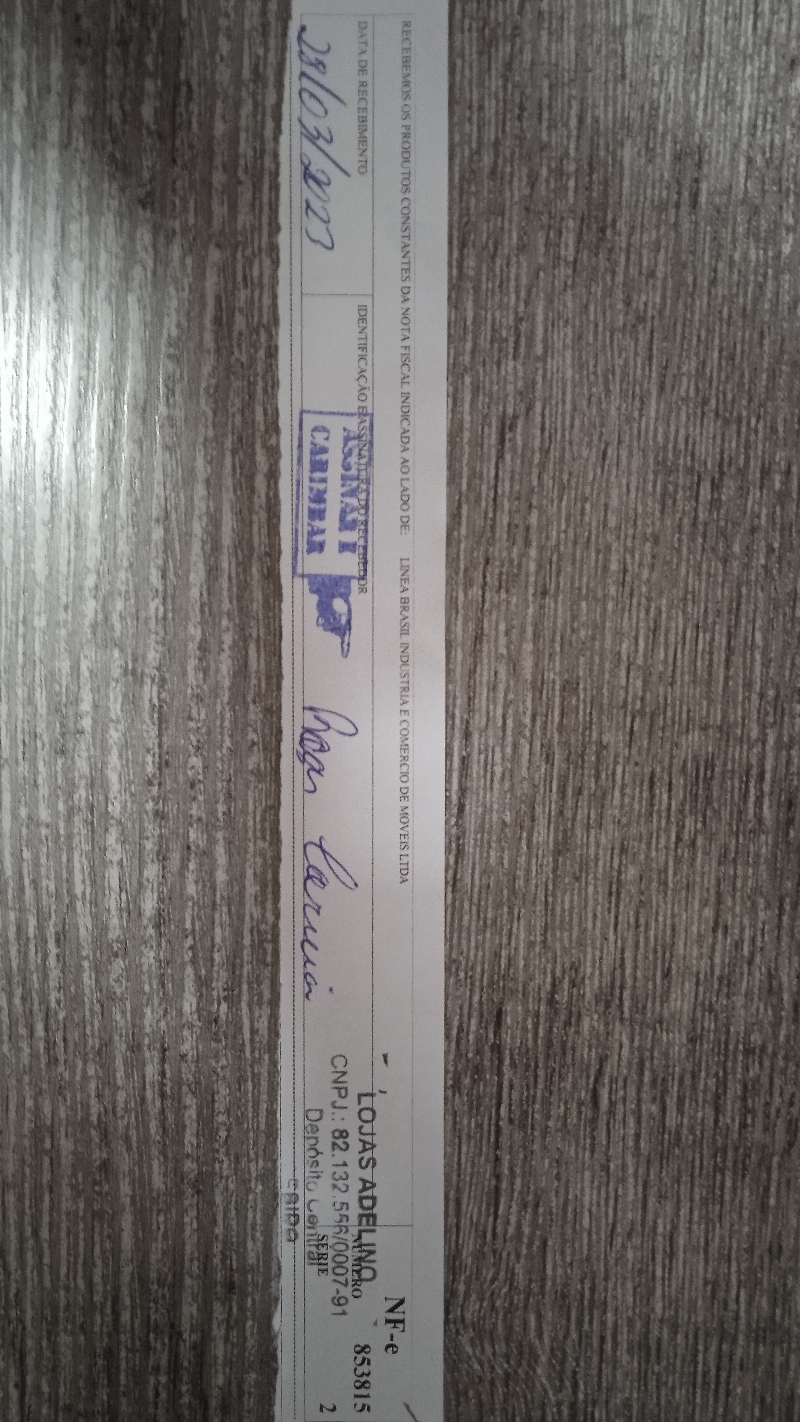 RECEBEMOS OS PRODUTOS CONSTANTES DA NOTA FISCAL INDICADA AO LADO DE: LINEA BRASIL INDUSTRIA E COMERCIO DE MOVEIS LTDA
NF-e
DATA DE RECEBIMENTO
IDENTIFICAÇÃO E ASSINATURA DO RECEBEDOR
NÚMERO 853815
SÉRIE 2
28/03/2023
ASSINAR E
CARIMBAR
LOJAS ADELINO
CNPJ.: 82.132.556/0007-91
Depósito Central